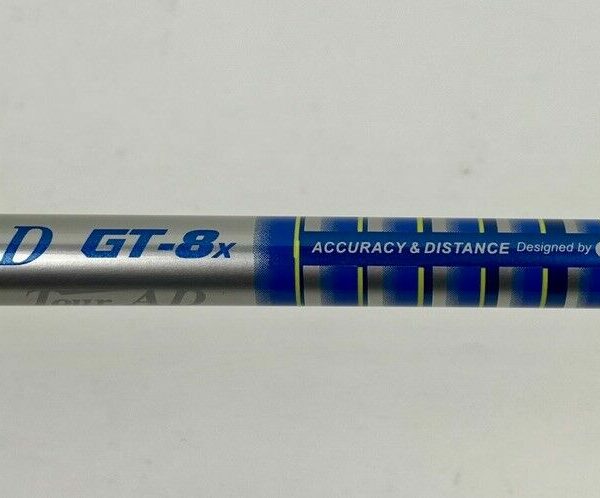 D GT-8x ACCURACY & DISTANCE Designed by
Tour AD